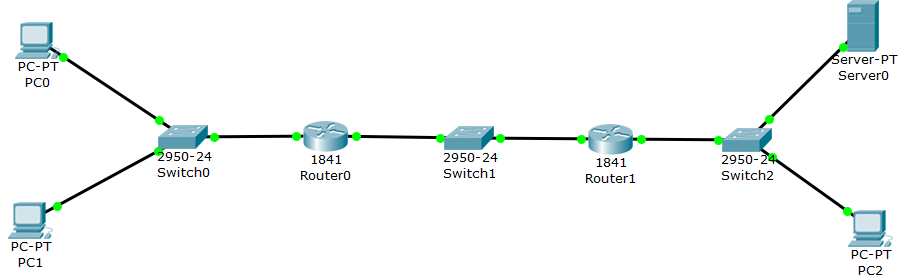 PC-PT
PC0
2950-24
Switch0
PC-PT
PC1
1841
Router0
2950-24
Switch1
1841
Router1
2950-24
Switch2
Server-PT
Server0
PC-PT
PC2